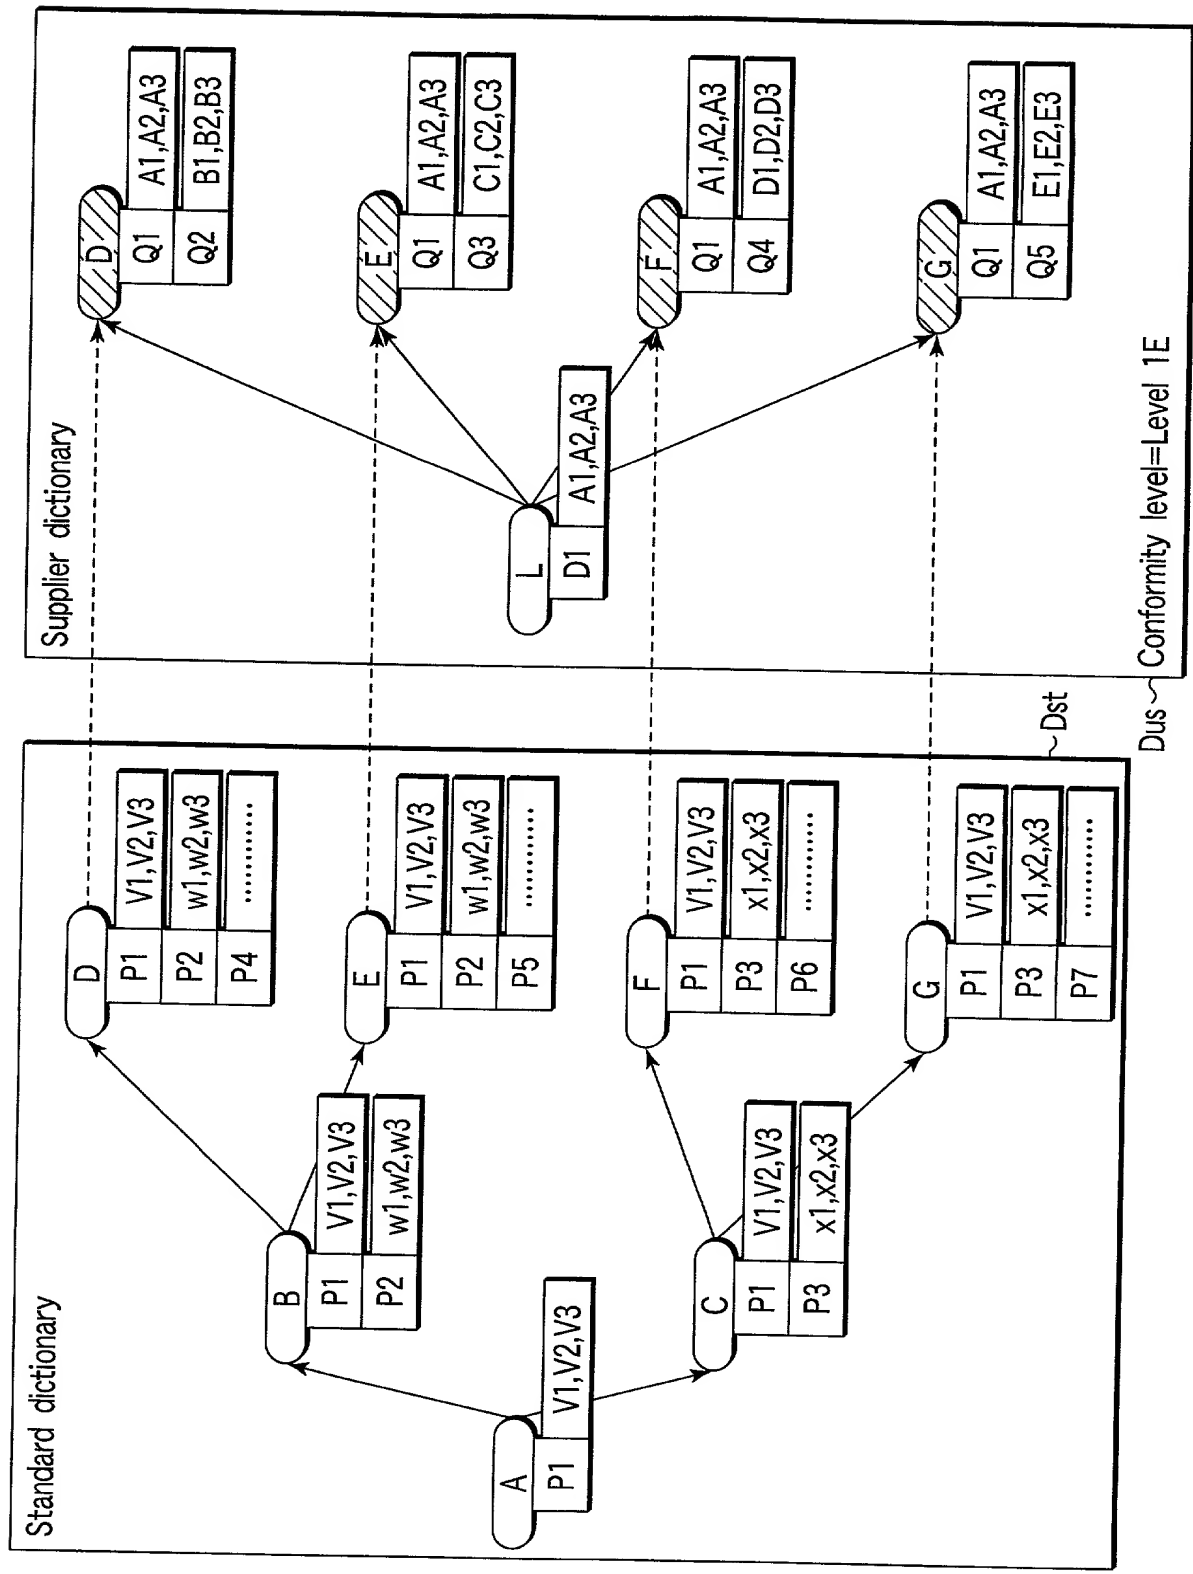 Standard dictionary
A
P1 V1,V2,V3
B
P1 V1,V2,V3
P2 w1,w2,w3
C
P1 V1,V2,V3
P3 x1,x2,x3
D
P1 V1,V2,V3
P2 w1,w2,w3
P4 ..........
E
P1 V1,V2,V3
P2 w1,w2,w3
P5 ..........
F
P1 V1,V2,V3
P3 x1,x2,x3
P6 ..........
G
P1 V1,V2,V3
P3 x1,x2,x3
P7 ..........
Dst
Supplier dictionary
L
D1 A1,A2,A3
D
Q1 A1,A2,A3
Q2 B1,B2,B3
E
Q1 A1,A2,A3
Q3 C1,C2,C3
F
Q1 A1,A2,A3
Q4 D1,D2,D3
G
Q1 A1,A2,A3
Q5 E1,E2,E3
Dus
Conformity level=Level 1E